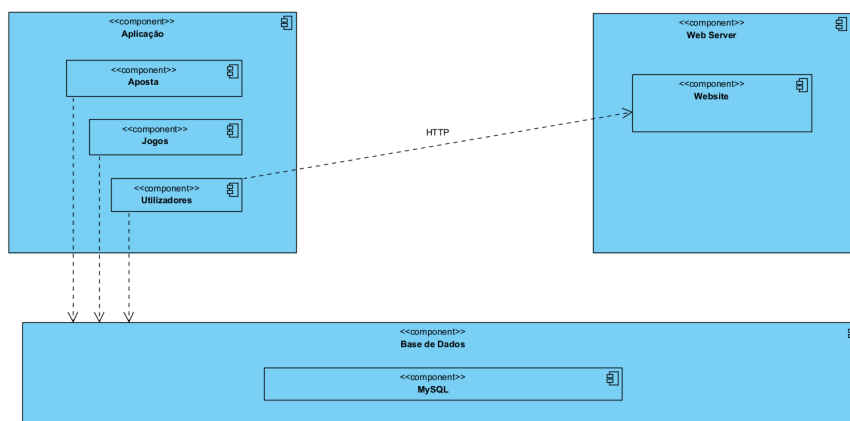 <<component>>
Aplicação
<<component>>
Aposta
<<component>>
Jogos
<<component>>
Utilizadores
HTTP
<<component>>
Web Server
<<component>>
Website
<<component>>
Base de Dados
<<component>>
MySQL